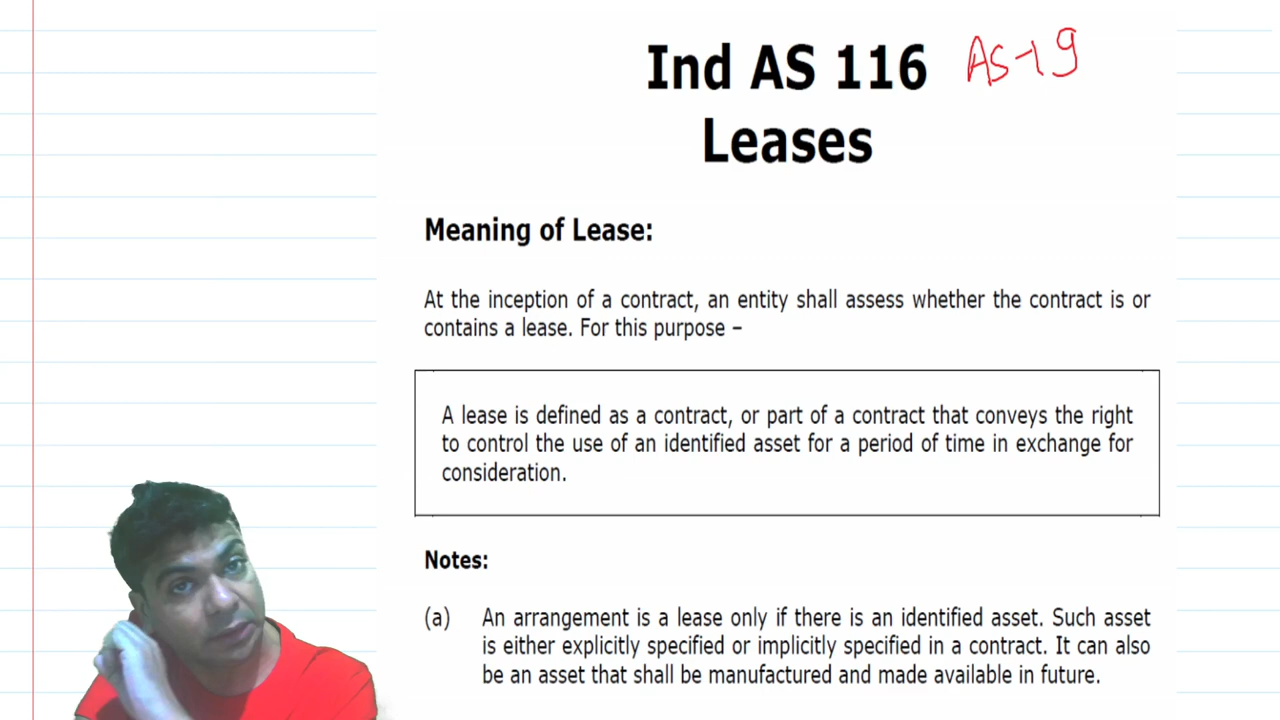 Ind AS 116 AS-19
Leases
Meaning of Lease:
At the inception of a contract, an entity shall assess whether the contract is or
contains a lease. For this purpose –
A lease is defined as a contract, or part of a contract that conveys the right
to control the use of an identified asset for a period of time in exchange for
consideration.
Notes:
(a) An arrangement is a lease only if there is an identified asset. Such asset
is either explicitly specified or implicitly specified in a contract. It can also
be an asset that shall be manufactured and made available in future.